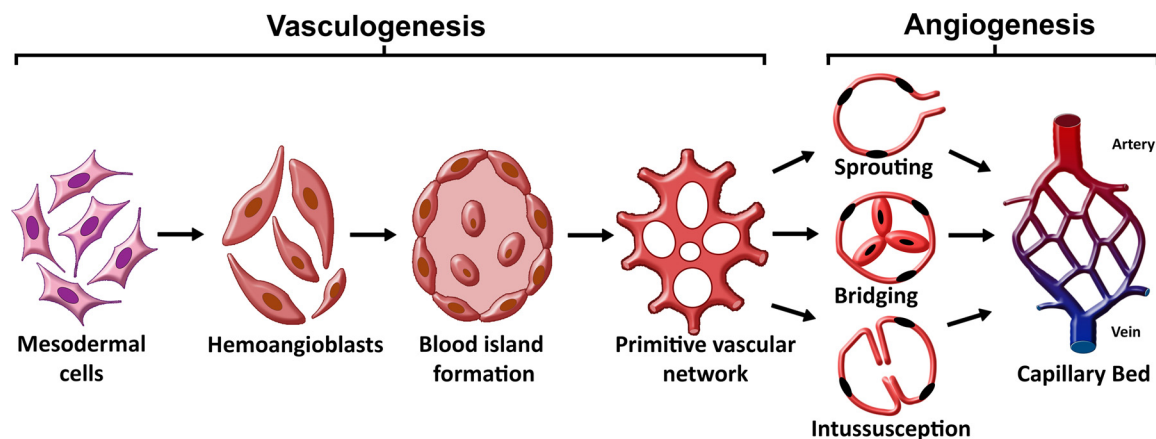 Vasculogenesis
Angiogenesis
Sprouting
Artery
Bridging
Mesodermal
cells
Hemoangioblasts
Blood island
formation
Primitive vascular
network
Vein
Capillary Bed
Intussusception